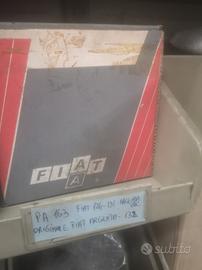 FIAT
A
PA 163 FIAT
ORIGINALE FIAT ARGENTA - 132
subito